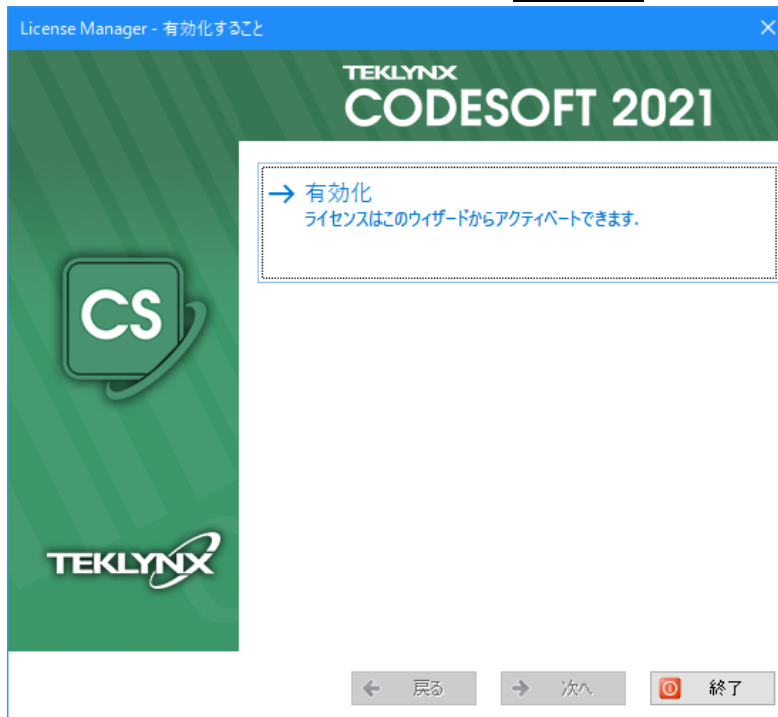 License Manager - 有効化すること
TEKLYNX
CODESOFT 2021
有効化
ライセンスはこのウィザードからアクティベートできます.
CS
TEKLYNX
戻る
次へ
終了